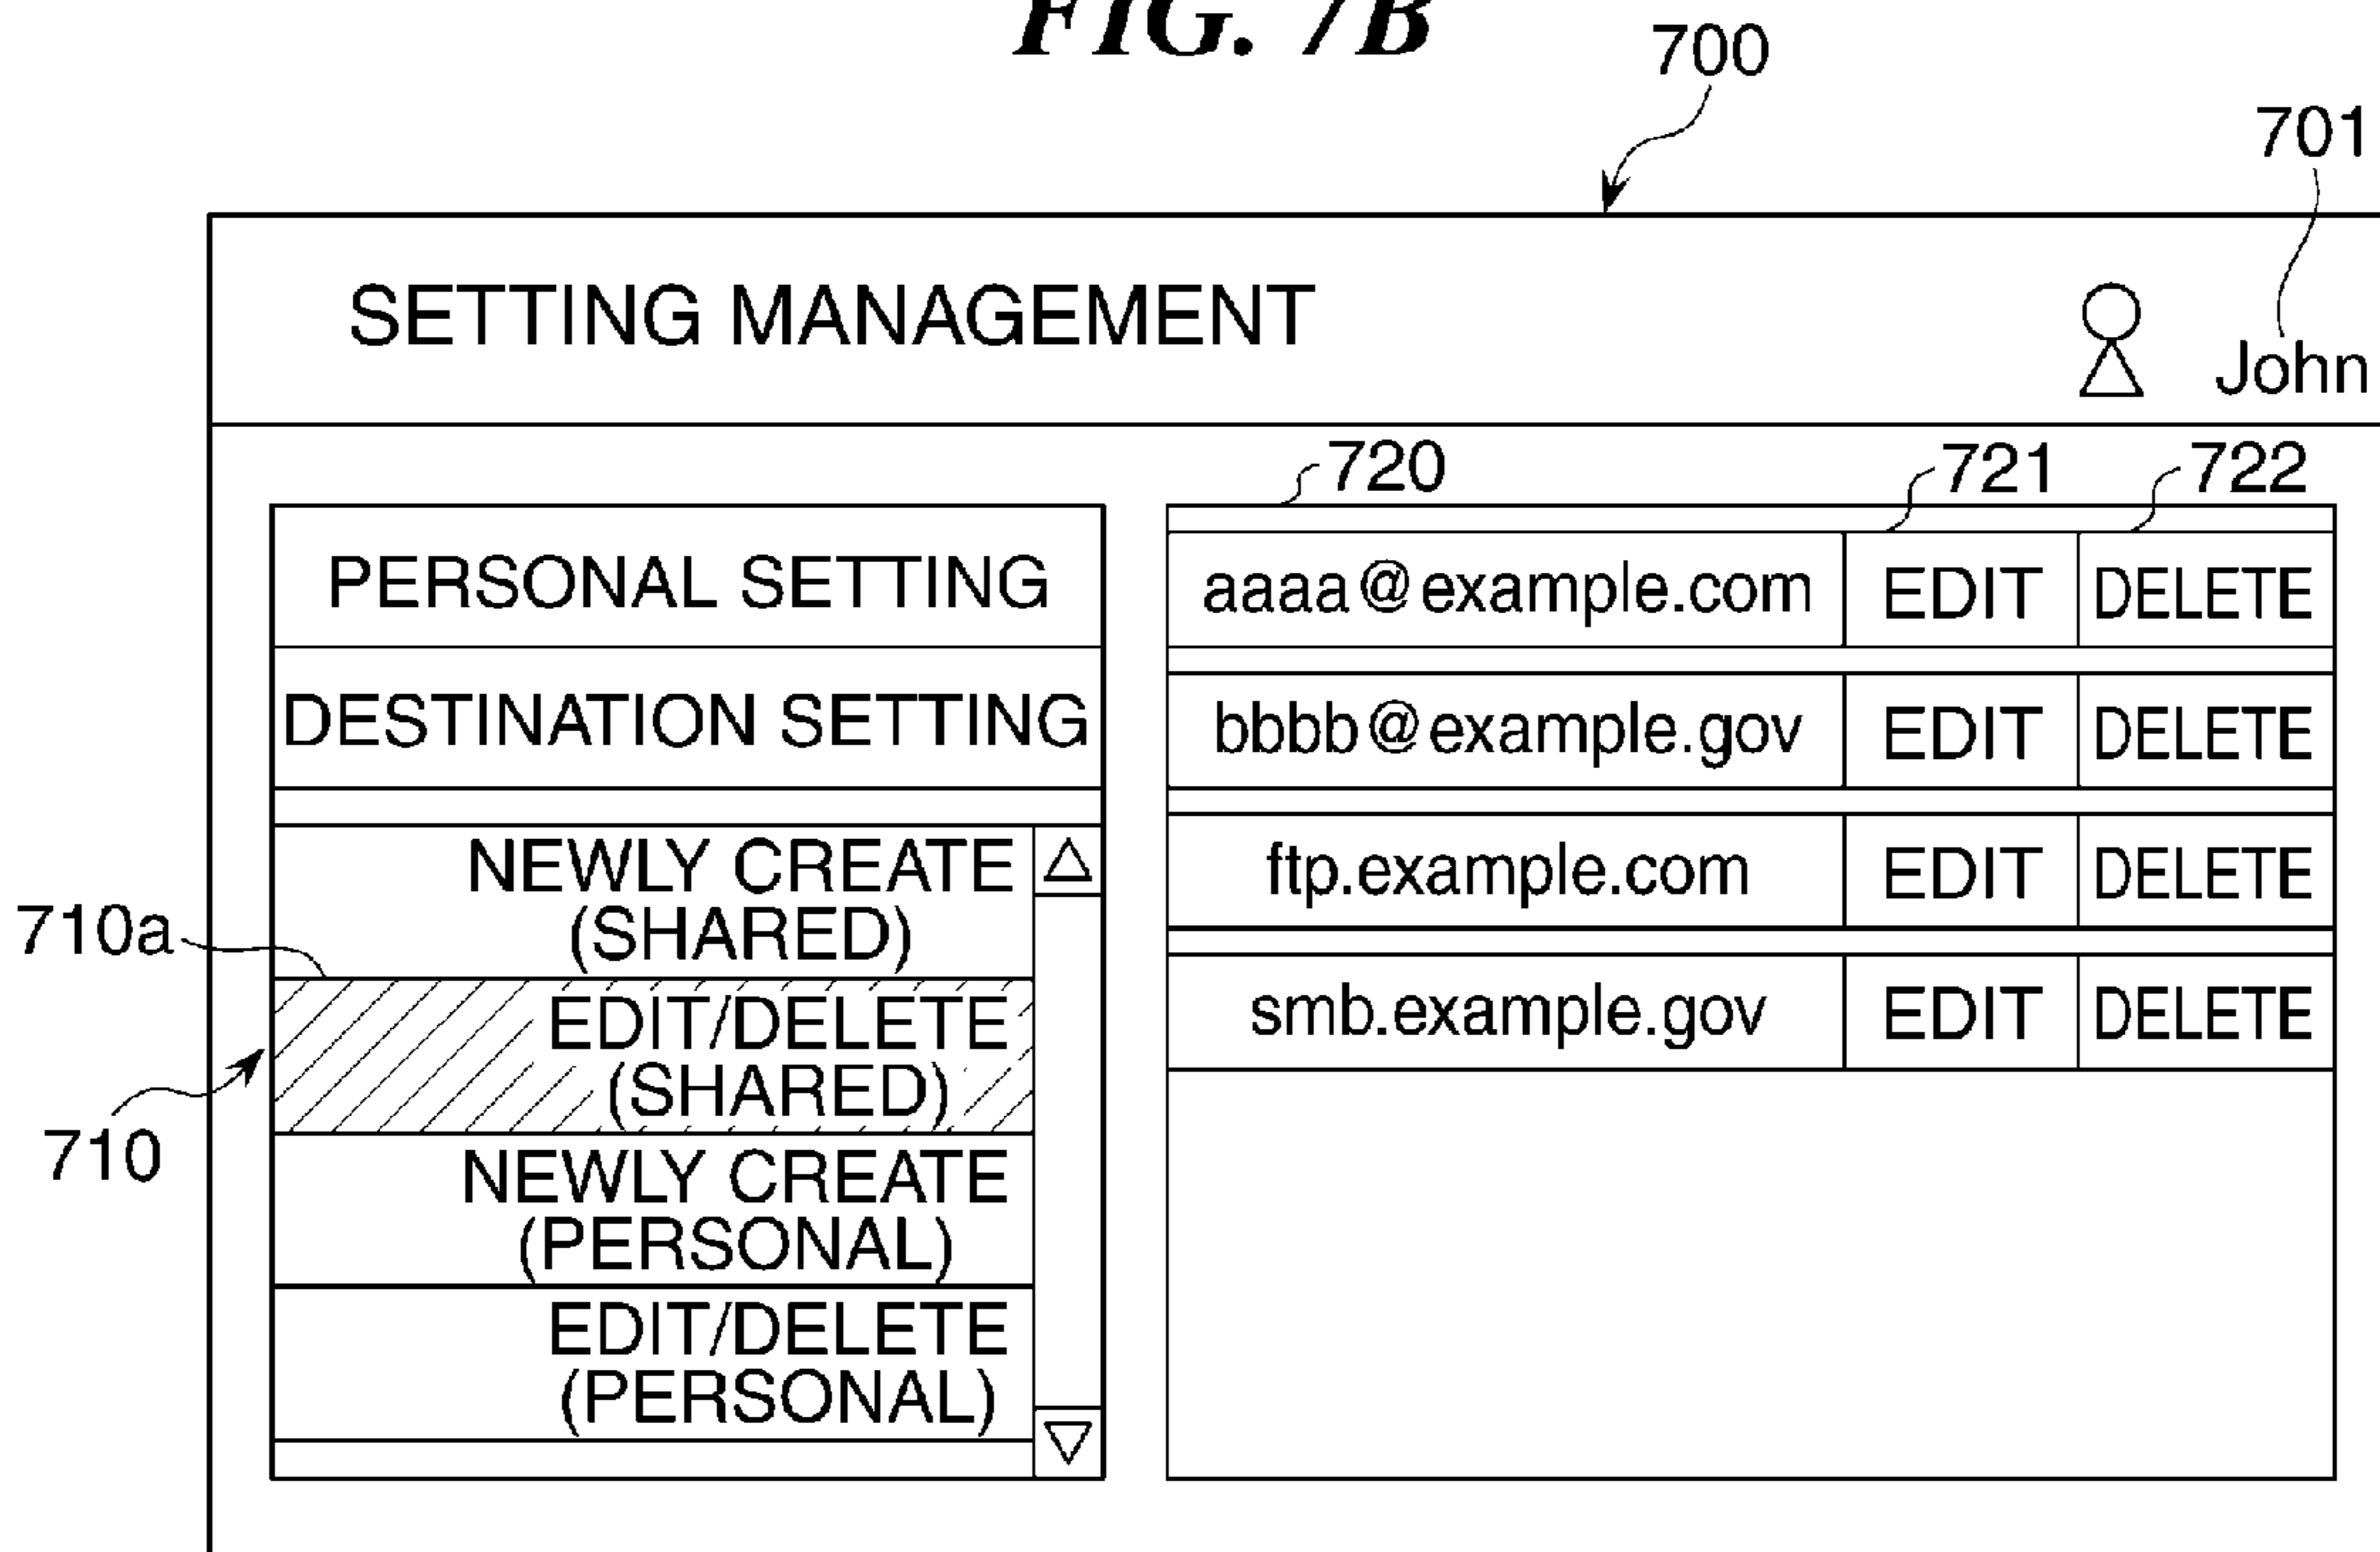 FIG. 7B
700
701
SETTING MANAGEMENT
John
720
721
722
PERSONAL SETTING
DESTINATION SETTING
NEWLY CREATE
(SHARED)
710a
EDIT/DELETE
(SHARED)
710
NEWLY CREATE
(PERSONAL)
EDIT/DELETE
(PERSONAL)
aaaa@example.com EDIT DELETE
bbbb@example.gov EDIT DELETE
ftp.example.com EDIT DELETE
smb.example.gov EDIT DELETE